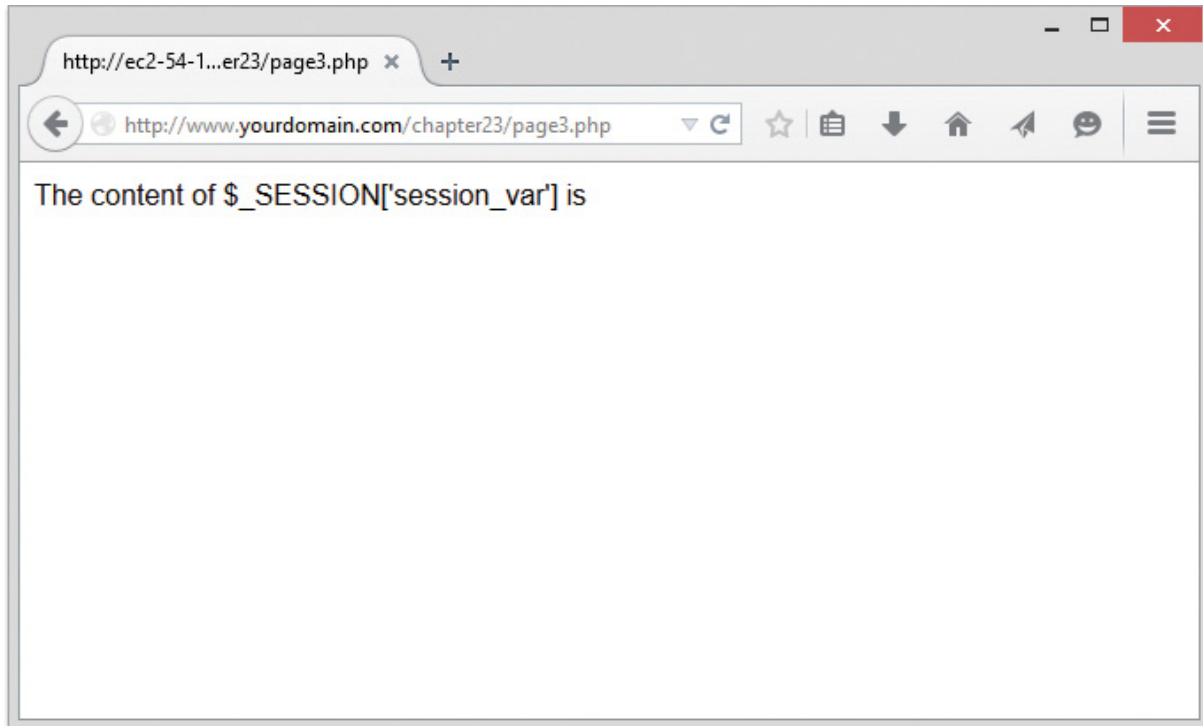 http://ec2-54-1...er23/page3.php
http://www.yourdomain.com/chapter23/page3.php
The content of $_SESSION['session_var'] is